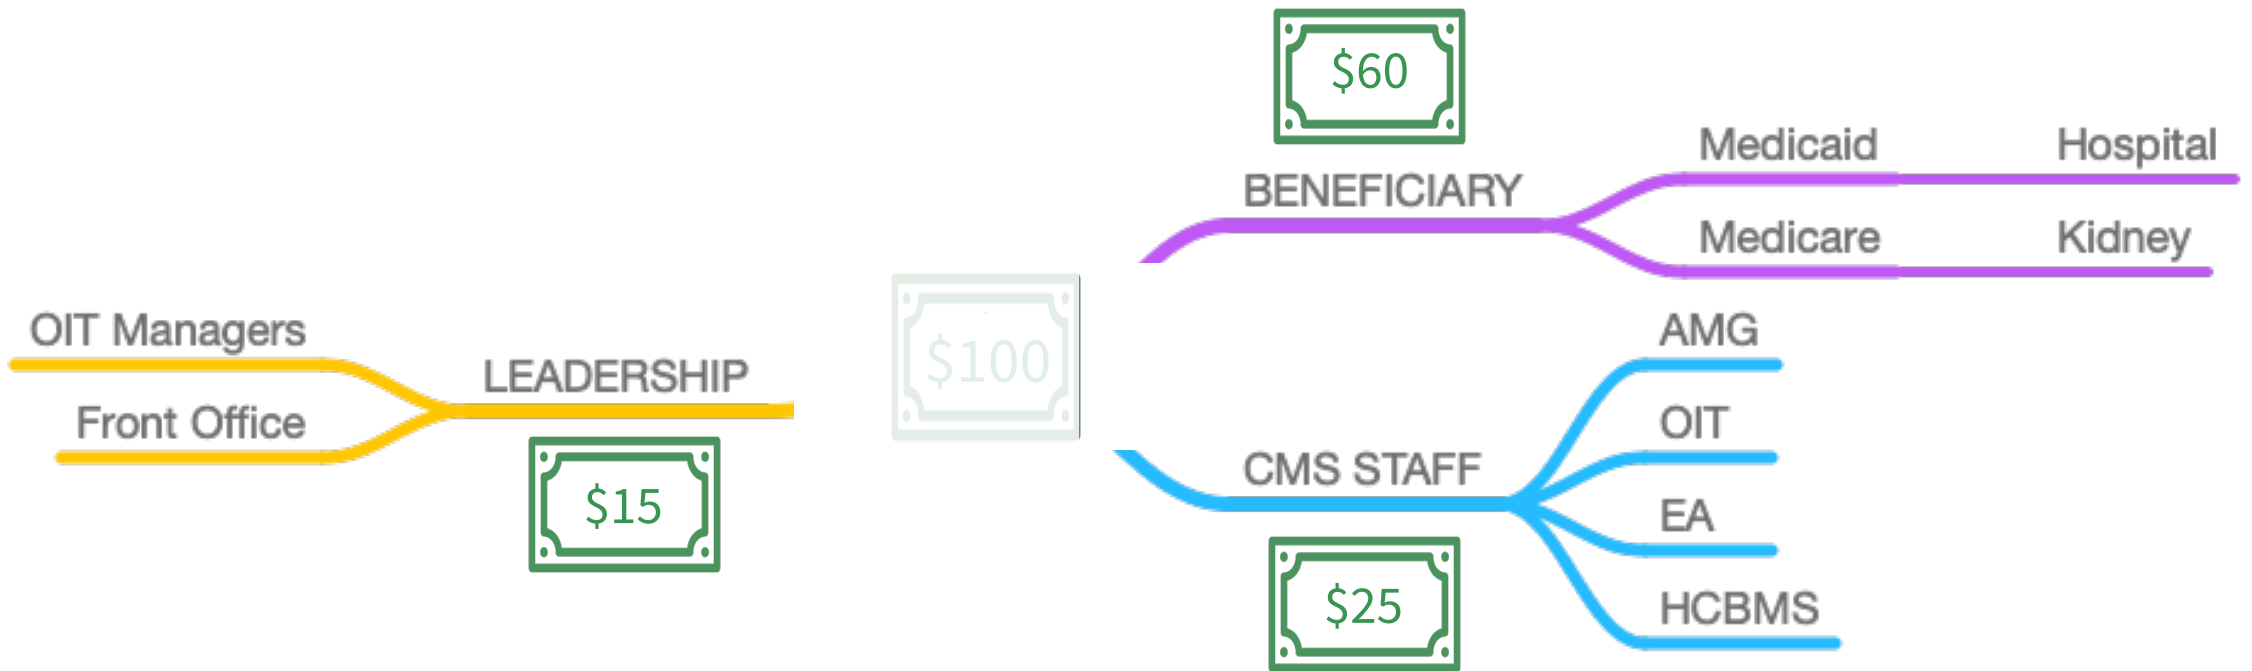 $60
BENEFICIARY
Medicaid
Hospital
Medicare
Kidney
$100
OIT Managers
Front Office
LEADERSHIP
$15
CMS STAFF
$25
AMG
OIT
EA
HCBMS